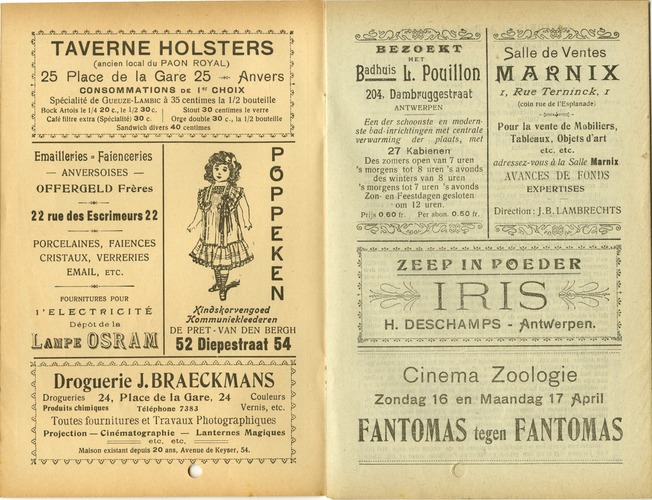 TAVERNE HOLSTERS
(ancien local du PAON ROYAL)
25 Place de la Gare 25 - Anvers
CONSOMMATIONS DE 1er CHOIX
Spécialité de GUEUZE-LAMBIC à 35 centimes la 1/2 bouteille
Bock Artois le 1/4 20 c., le 1/2 30 c. Stout 30 centimes le verre
Café filtre extra (Spécialité) 30 c. Orge double 30 c., la 1/2 bouteille
Sandwich divers 40 centimes
Emailleries = Faienceries
— ANVERSOISES —
OFFERGELD Frères
22 rue des Escrimeurs 22
PORCELAINES, FAIENCES
CRISTAUX, VERRERIES
EMAIL, ETC.
FOURNITURES POUR
l'ELECTRICITÉ
Dépôt de la
LAMPE OSRAM
POPPEKEN
Kindskorvengoed
Kommuniekleederen
DE PRET - VAN DEN BERGH
52 Diepestraat 54
Droguerie J. BRAECKMANS
Drogueries 24, Place de la Gare, 24 Couleurs
Produits chimiques Téléphone 7383 Vernis, etc.
Toutes fournitures et Travaux Photographiques
Projection — Cinématographie — Lanternes Magiques
etc. etc.
Maison existant depuis 20 ans, Avenue de Keyser, 54.
BEZOEKT
HET
Badhuis L. Pouillon
204, Dambruggestraat
ANTWERPEN
Een der schoonste en modern-
ste bad-inrichtingen met centrale
verwarming der plaats, met
27 Kabienen
Des zomers open van 7 uren
's morgens tot 8 uren 's avonds
des winters van 8 uren
's morgens tot 7 uren 's avonds
Zon- en Feestdagen gesloten
om 12 uren.
Prijs 0.60 fr. Per abon. 0.50 fr.
Salle de Ventes
MARNIX
1, Rue Terninck, 1
(coin rue de l'Esplanade)
Pour la vente de Mobiliers,
Tableaux, Objets d'art
etc. etc.
adressez-vous à la Salle Marnix
AVANCES DE FONDS
EXPERTISES
Direction: J. B. LAMBRECHTS
ZEEP IN POEDER
IRIS
H. DESCHAMPS - Antwerpen.
Cinema Zoologie
Zondag 16 en Maandag 17 April
FANTOMAS tegen FANTOMAS